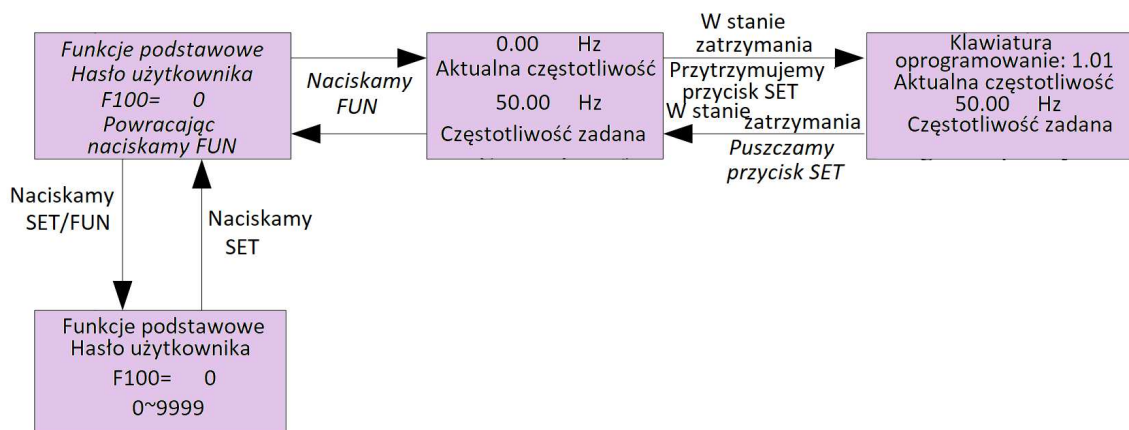 Funkcje podstawowe
Hasło użytkownika
F100= 0
Powracając
naciskamy FUN
Naciskamy
FUN
0.00 Hz
Aktualna częstotliwość
50.00 Hz
Częstotliwość zadana
W stanie
zatrzymania
Przytrzymujemy
przycisk SET
W stanie
zatrzymania
Puszczamy
przycisk SET
Klawiatura
oprogramowanie: 1.01
Aktualna częstotliwość
50.00 Hz
Częstotliwość zadana
Naciskamy
SET/FUN
Naciskamy
SET
Funkcje podstawowe
Hasło użytkownika
F100= 0
0~9999